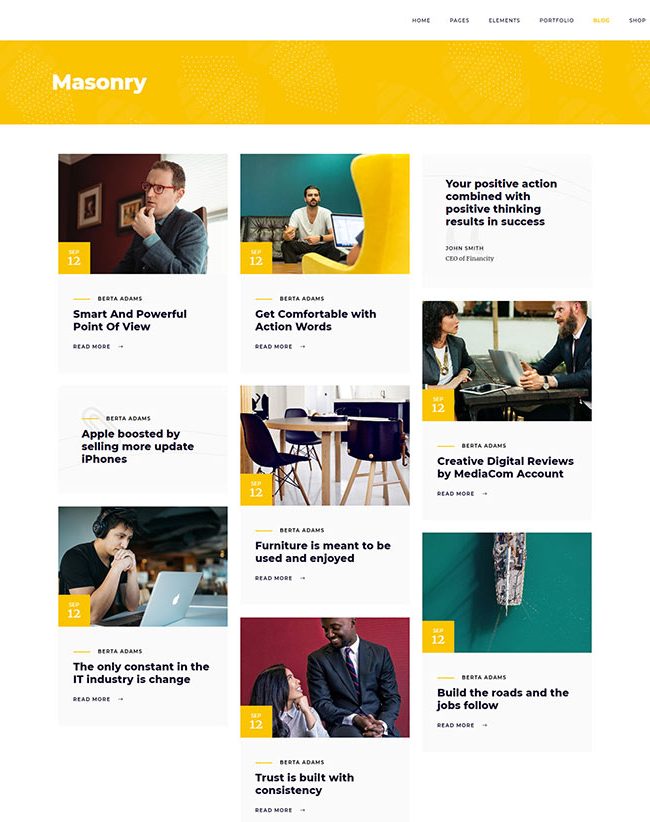 HOME PAGES ELEMENTS PORTFOLIO BLOG SHOP
Masonry
SEP
12
BERTA ADAMS
Smart And Powerful
Point Of View
READ MORE →
BERTA ADAMS
Apple boosted by
selling more update
iPhones
SEP
12
BERTA ADAMS
The only constant in the
IT industry is change
READ MORE →
SEP
12
BERTA ADAMS
Get Comfortable with
Action Words
READ MORE →
SEP
12
BERTA ADAMS
Furniture is meant to be
used and enjoyed
READ MORE →
SEP
12
BERTA ADAMS
Trust is built with
consistency
READ MORE →
Your positive action
combined with
positive thinking
results in success
JOHN SMITH
CEO of Financity
SEP
12
BERTA ADAMS
Creative Digital Reviews
by MediaCom Account
READ MORE →
SEP
12
BERTA ADAMS
Build the roads and the
jobs follow
READ MORE →